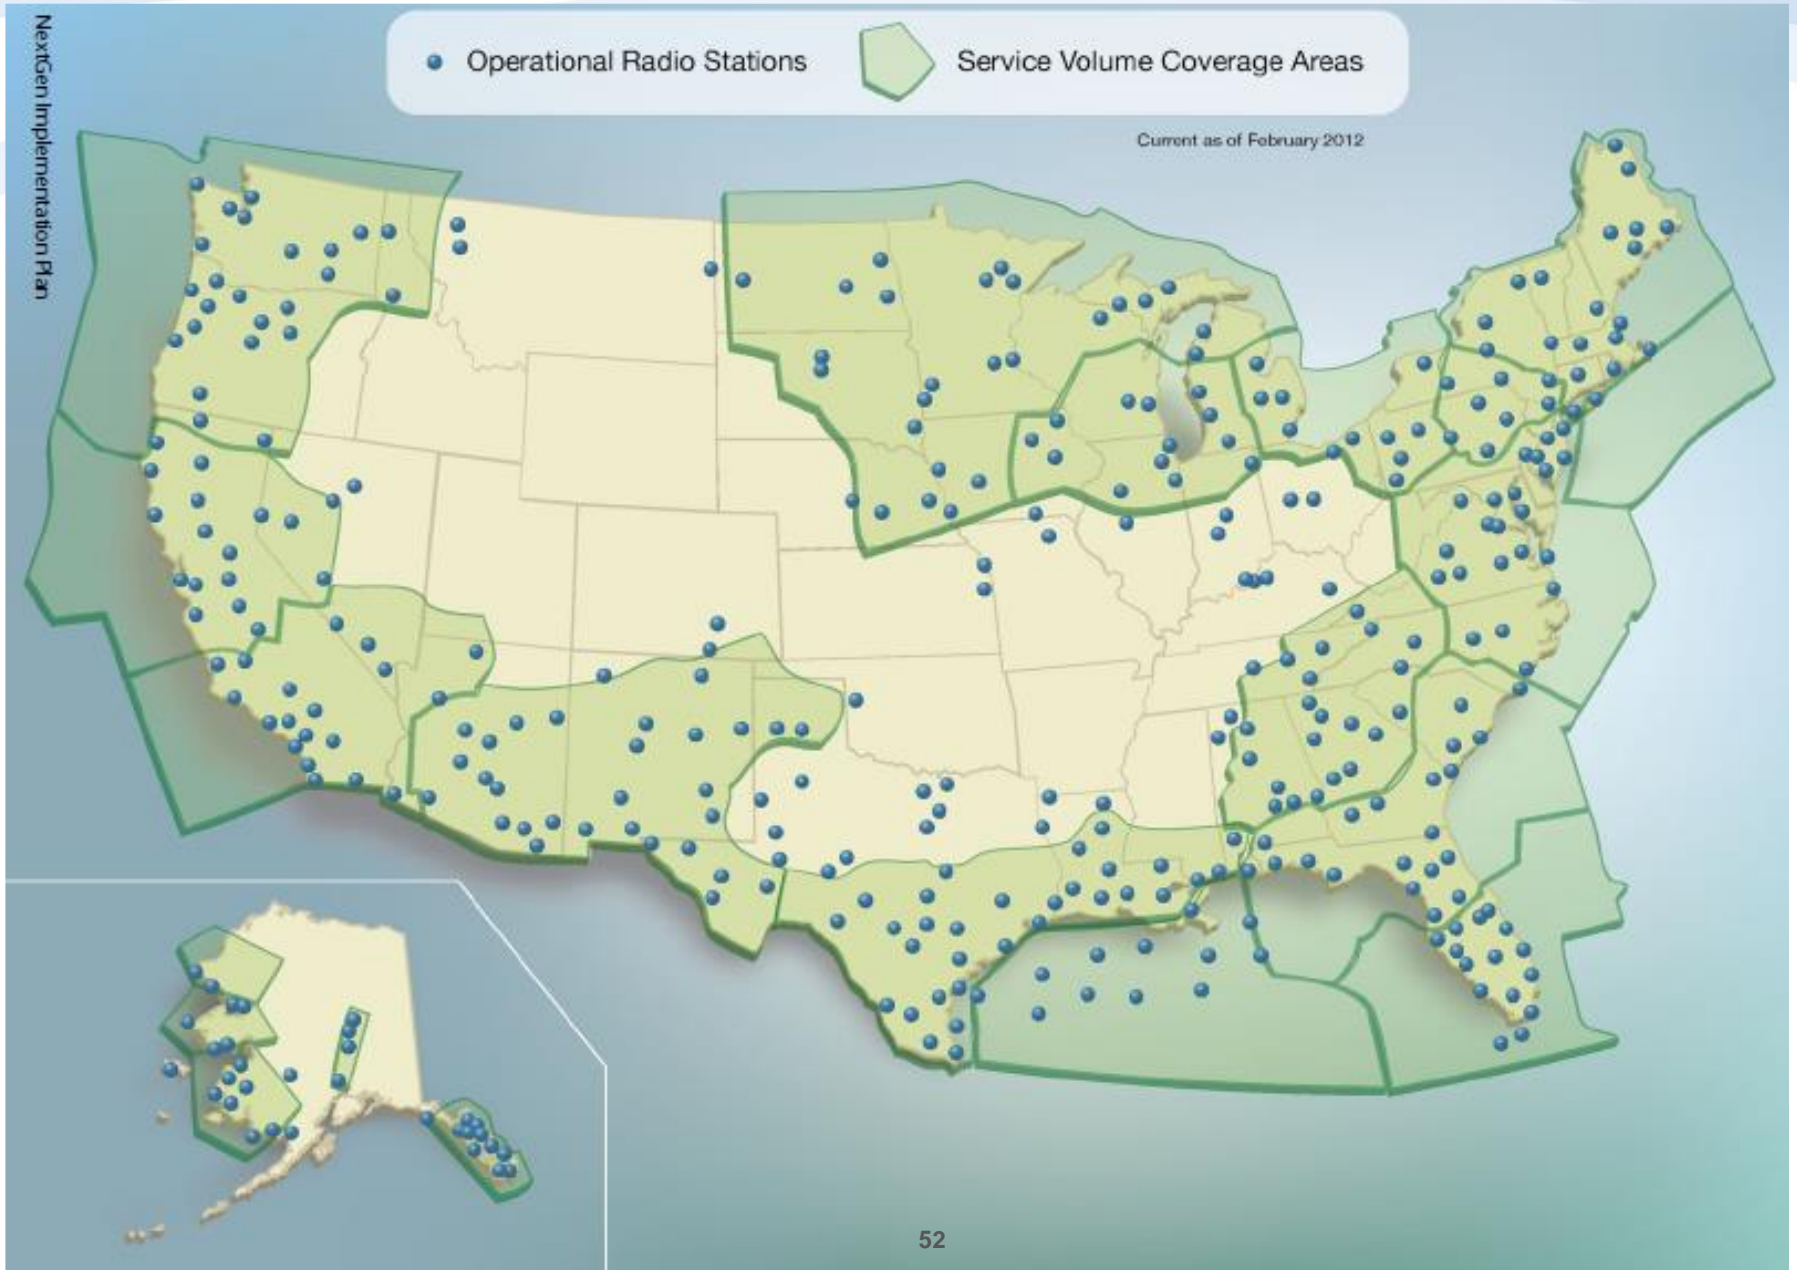 NextGen Implementation Plan
Operational Radio Stations
Service Volume Coverage Areas
Current as of February 2012
52